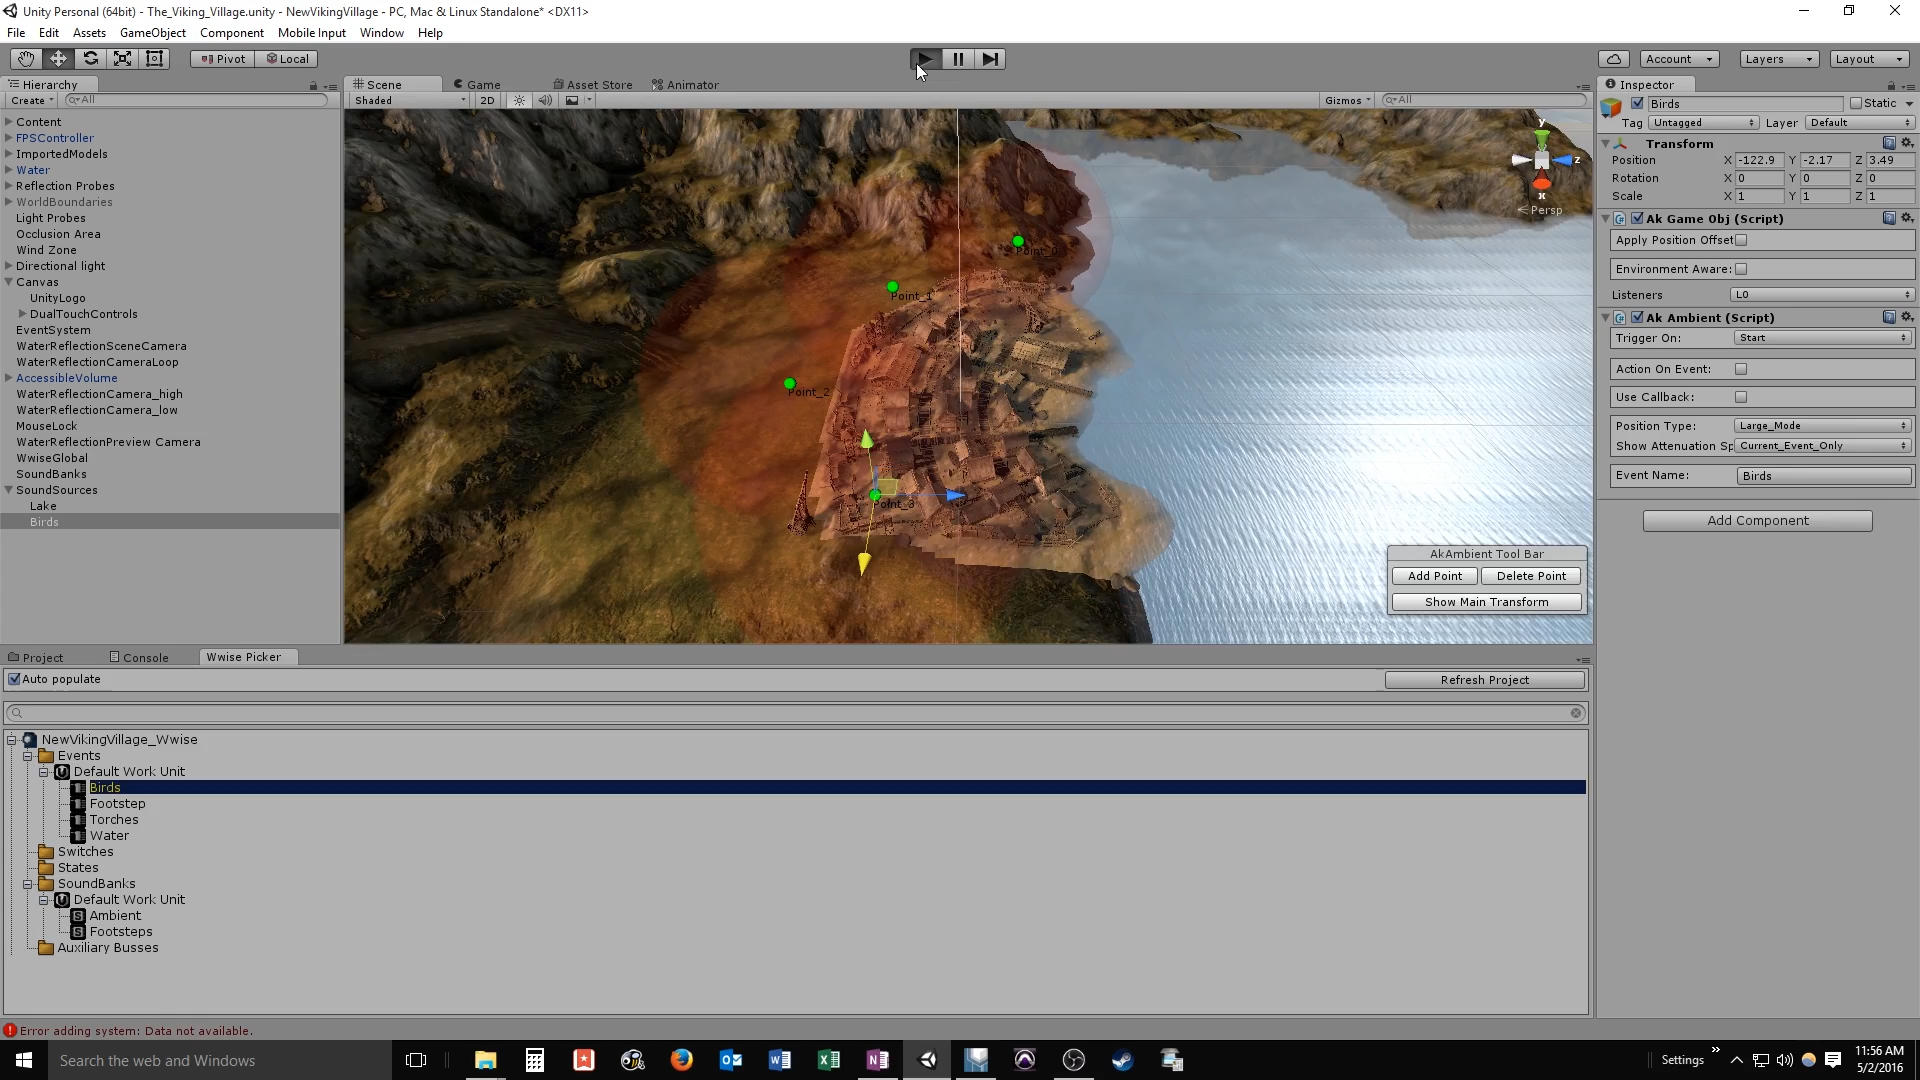 Unity Personal (64bit) - The_Viking_Village.unity - NewVikingVillage - PC, Mac & Linux Standalone* <DX11>
File Edit Assets GameObject Component Mobile Input Window Help
Pivot Local Account Layers Layout
Hierarchy
Create All
Content
FPSController
ImportedModels
Water
Reflection Probes
WorldBoundaries
Light Probes
Occlusion Area
Wind Zone
Directional light
Canvas
UnityLogo
DualTouchControls
EventSystem
WaterReflectionSceneCamera
WaterReflectionCameraLoop
AccessibleVolume
WaterReflectionCamera_high
WaterReflectionCamera_low
MouseLock
WaterReflectionPreview Camera
WwiseGlobal
SoundBanks
SoundSources
Lake
Birds
Scene Game Asset Store Animator
Shaded 2D Gizmos All
y
z
x
Persp
Point_0
Point_1
Point_2
Point_3
AkAmbient Tool Bar
Add Point Delete Point
Show Main Transform
Inspector
Birds Static
Tag Untagged Layer Default
Transform
Position X -122.9 Y -2.17 Z 3.49
Rotation X 0 Y 0 Z 0
Scale X 1 Y 1 Z 1
Ak Game Obj (Script)
Apply Position Offset
Environment Aware:
Listeners L0
Ak Ambient (Script)
Trigger On: Start
Action On Event:
Use Callback:
Position Type: Large_Mode
Show Attenuation Sp Current_Event_Only
Event Name: Birds
Add Component
Project Console Wwise Picker
Auto populate Refresh Project
NewVikingVillage_Wwise
Events
Default Work Unit
Birds
Footstep
Torches
Water
Switches
States
SoundBanks
Default Work Unit
S Ambient
S Footsteps
Auxiliary Busses
Error adding system: Data not available.
Search the web and Windows
Settings
11:56 AM
5/2/2016